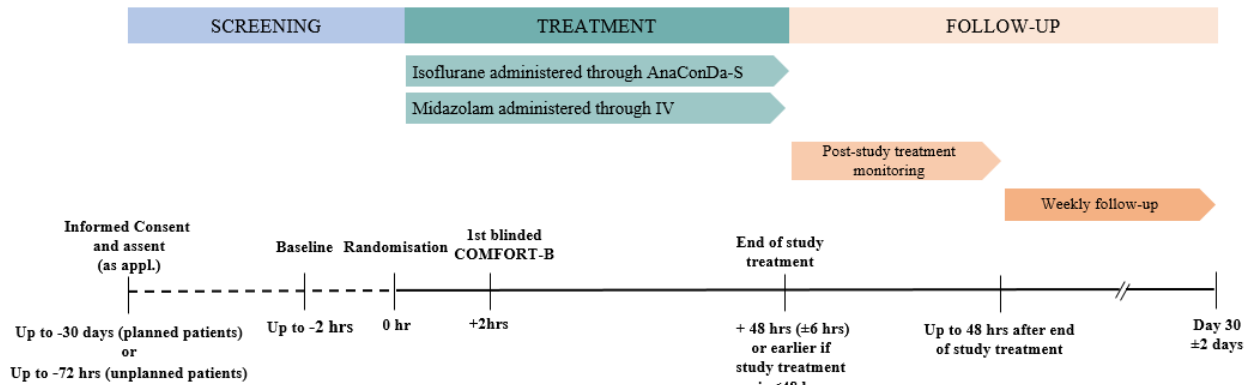 SCREENING
TREATMENT
FOLLOW-UP
Isoflurane administered through AnaConDa-S
Midazolam administered through IV
Post-study treatment
monitoring
Weekly follow-up
Informed Consent
and assent
(as appl.)
Baseline
Randomisation
1st blinded
COMFORT-B
End of study
treatment
Up to -30 days (planned patients)
or
Up to -72 hrs (unplanned patients)
Up to -2 hrs
0 hr
+2hrs
+ 48 hrs (±6 hrs)
or earlier if
study treatment
Up to 48 hrs after end
of study treatment
Day 30
±2 days